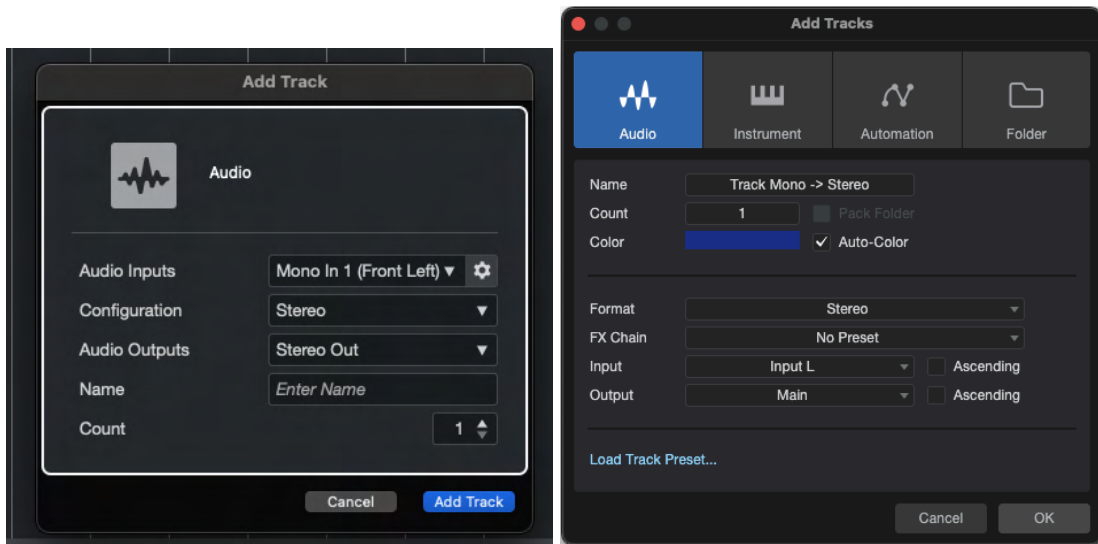 Add Track
Audio
Audio Inputs Mono In 1 (Front Left)
Configuration Stereo
Audio Outputs Stereo Out
Name Enter Name
Count 1
Cancel Add Track
Add Tracks
Audio Instrument Automation Folder
Name Track Mono -> Stereo
Count 1 Pack Folder
Color Auto-Color
Format Stereo
FX Chain No Preset
Input Input L Ascending
Output Main Ascending
Load Track Preset...
Cancel OK